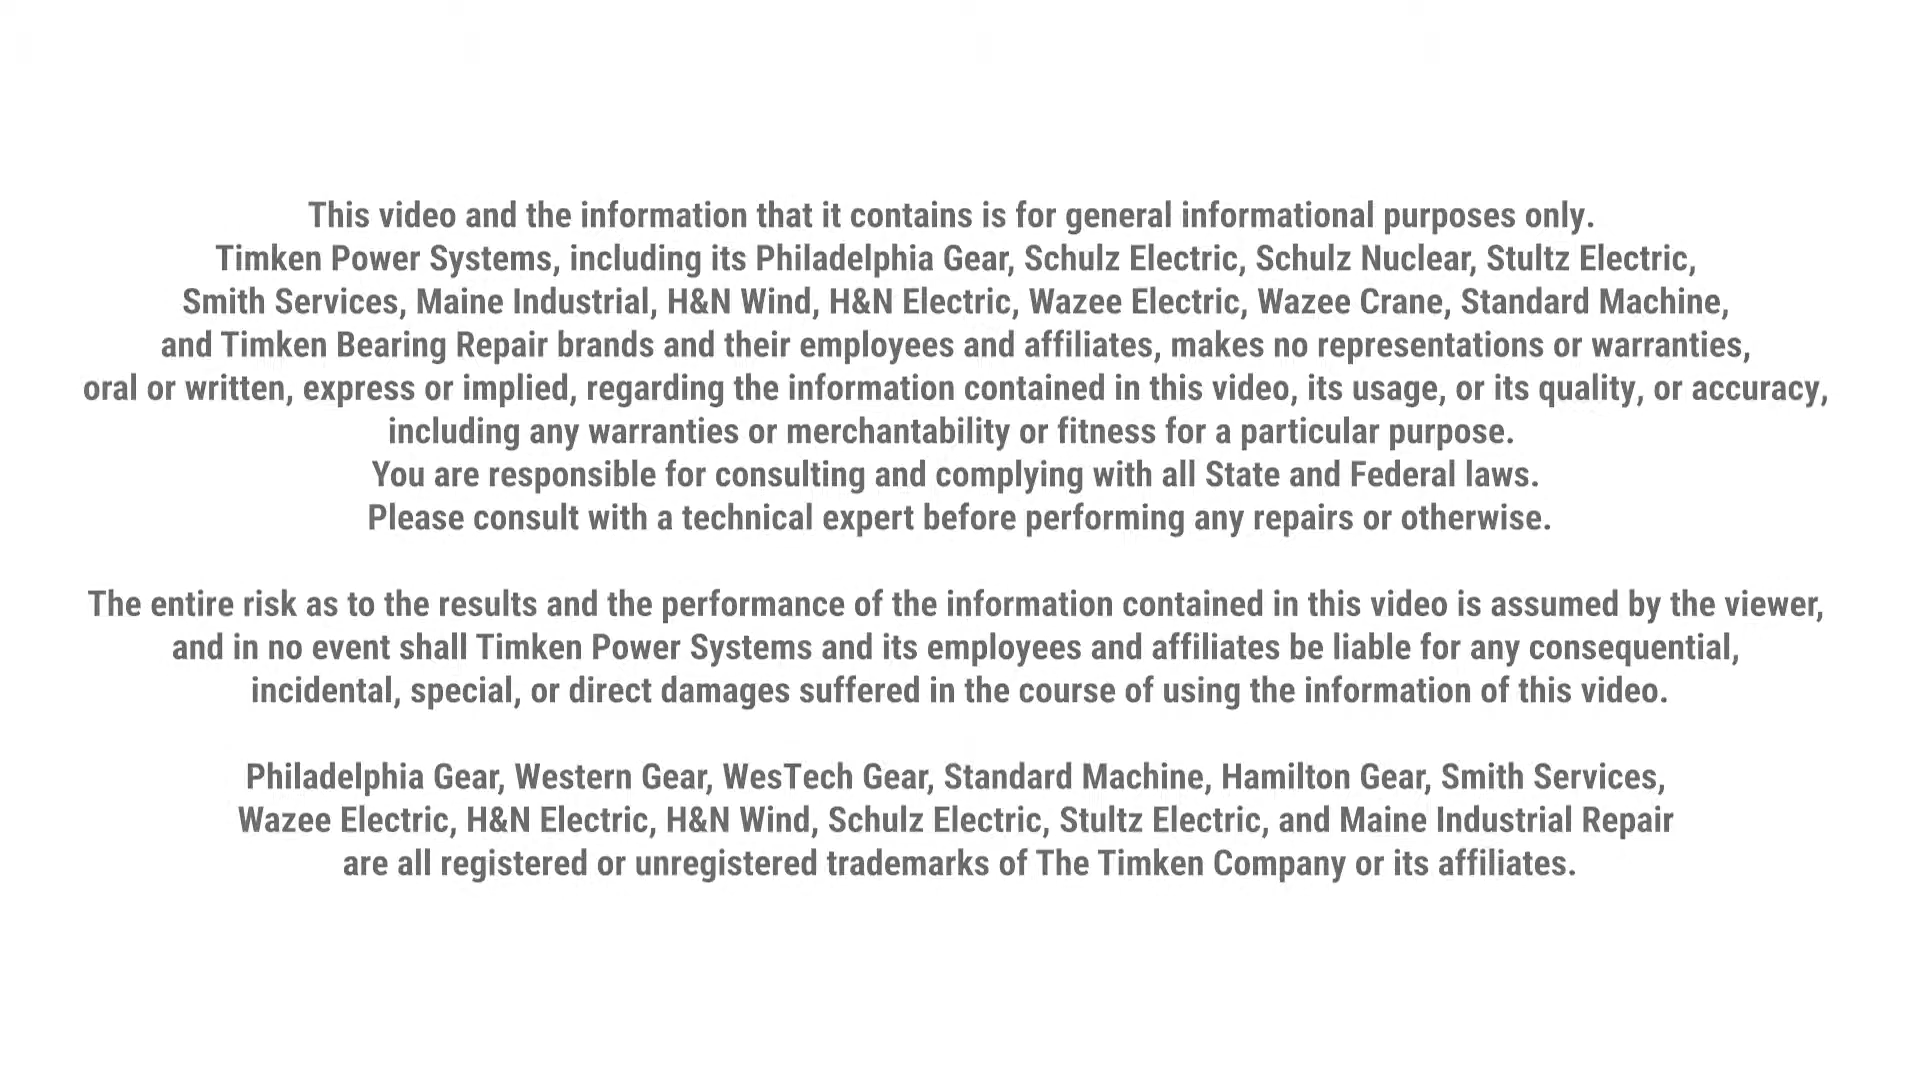 This video and the information that it contains is for general informational purposes only.
Timken Power Systems, including its Philadelphia Gear, Schulz Electric, Schulz Nuclear, Stultz Electric,
Smith Services, Maine Industrial, H&N Wind, H&N Electric, Wazee Electric, Wazee Crane, Standard Machine,
and Timken Bearing Repair brands and their employees and affiliates, makes no representations or warranties,
oral or written, express or implied, regarding the information contained in this video, its usage, or its quality, or accuracy,
including any warranties or merchantability or fitness for a particular purpose.
You are responsible for consulting and complying with all State and Federal laws.
Please consult with a technical expert before performing any repairs or otherwise.
The entire risk as to the results and the performance of the information contained in this video is assumed by the viewer,
and in no event shall Timken Power Systems and its employees and affiliates be liable for any consequential,
incidental, special, or direct damages suffered in the course of using the information of this video.
Philadelphia Gear, Western Gear, WesTech Gear, Standard Machine, Hamilton Gear, Smith Services,
Wazee Electric, H&N Electric, H&N Wind, Schulz Electric, Stultz Electric, and Maine Industrial Repair
are all registered or unregistered trademarks of The Timken Company or its affiliates.